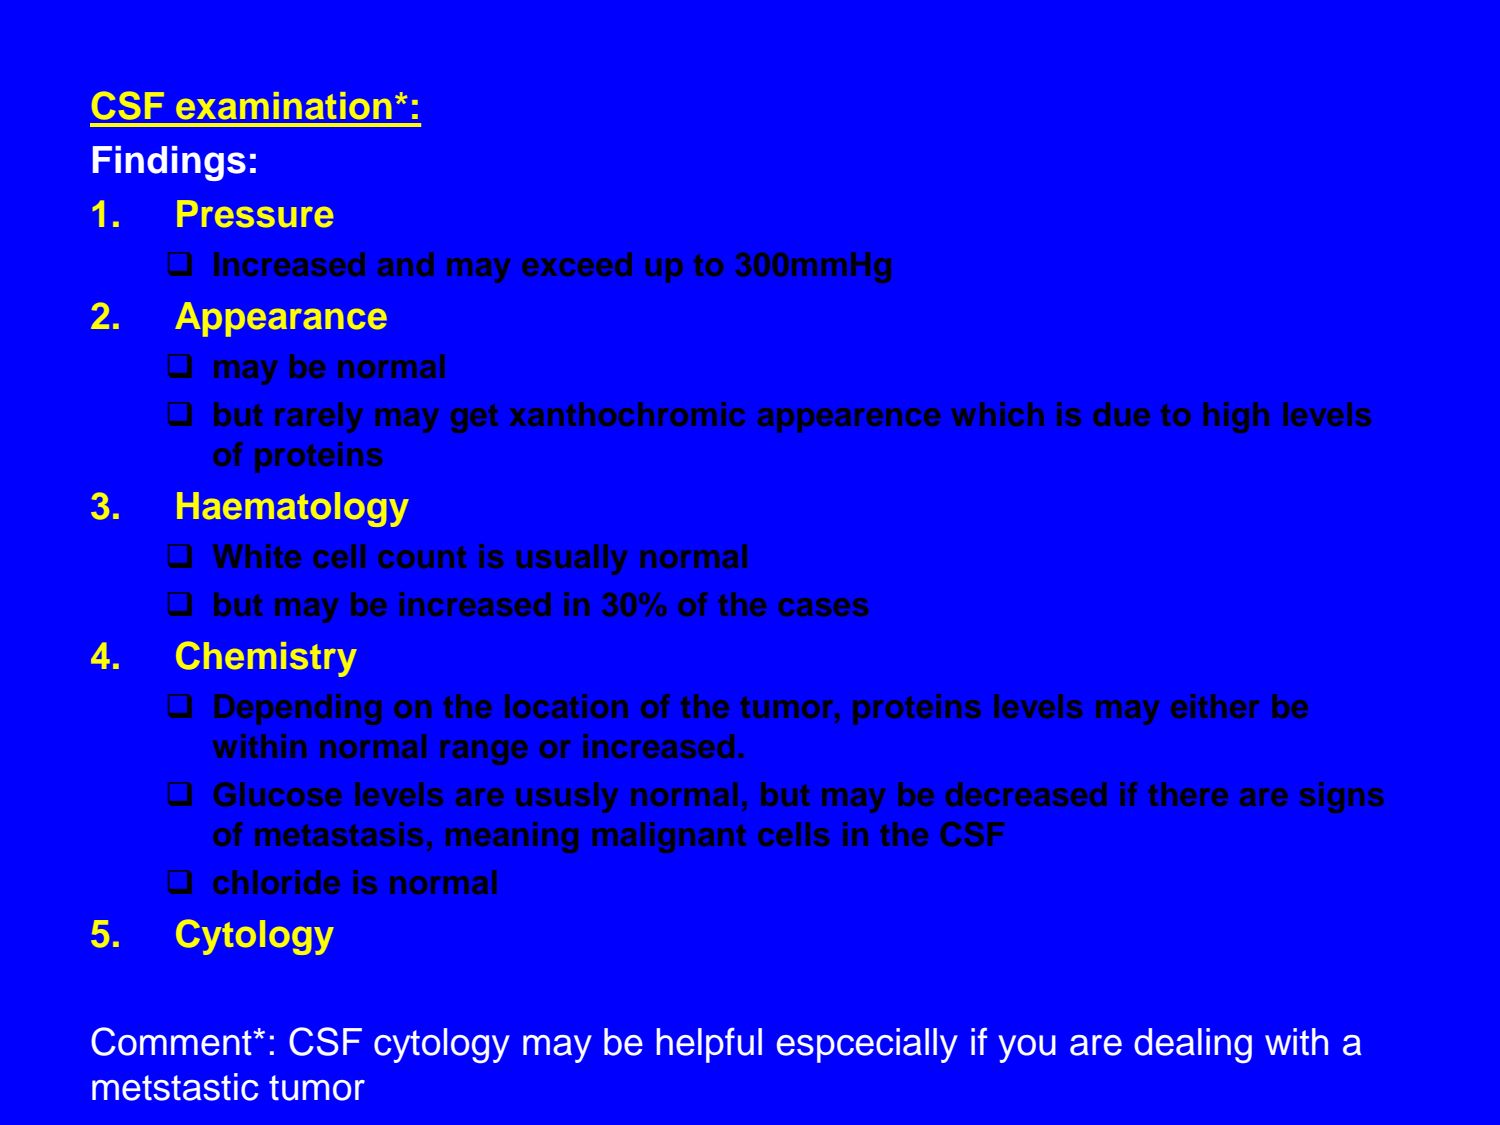 CSF examination*:
Findings:
1. Pressure
❑ Increased and may exceed up to 300mmHg
2. Appearance
❑ may be normal
❑ but rarely may get xanthochromic appearence which is due to high levels
of proteins
3. Haematology
❑ White cell count is usually normal
❑ but may be increased in 30% of the cases
4. Chemistry
❑ Depending on the location of the tumor, proteins levels may either be
within normal range or increased.
❑ Glucose levels are ususly normal, but may be decreased if there are signs
of metastasis, meaning malignant cells in the CSF
❑ chloride is normal
5. Cytology
Comment*: CSF cytology may be helpful espcecially if you are dealing with a
metstastic tumor